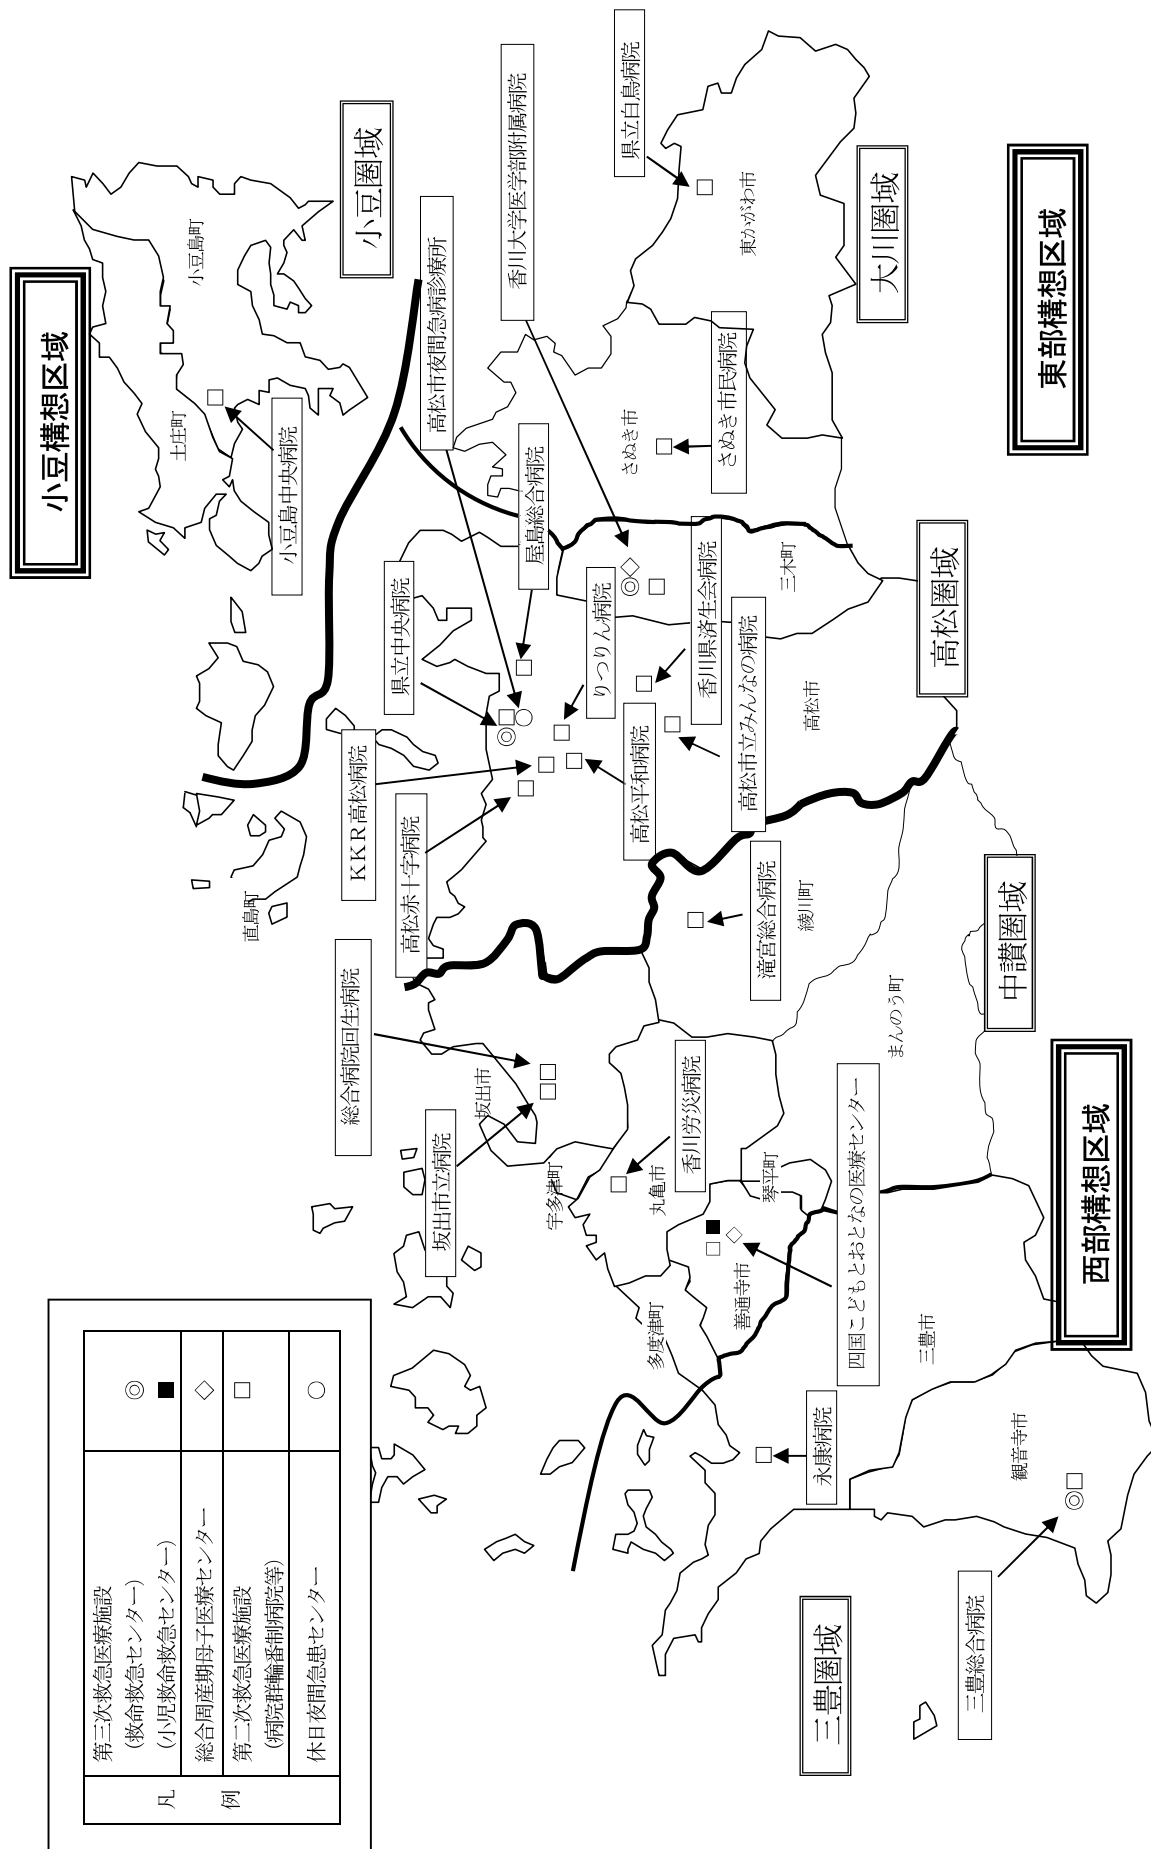 小豆構想区域
小豆圏域
小豆島町
土庄町
小豆島中央病院
直島町
高松市夜間急病診療所
香川大学医学部附属病院
県立白鳥病院
東かがわ市
大川圏域
東部構想区域
さぬき市
さぬき市民病院
屋島総合病院
県立中央病院
りつりん病院
香川県済生会病院
三木町
高松圏域
高松市
高松市立みんなの病院
高松平和病院
KKR高松病院
高松赤十字病院
滝宮総合病院
綾川町
中讃圏域
まんのう町
総合病院回生病院
坂出市
坂出市立病院
宇多津町
香川労災病院
丸亀市
琴平町
善通寺市
四国こどもとおとなの医療センター
多度津町
西部構想区域
三豊市
永康病院
観音寺市
三豊総合病院
三豊圏域
凡
例
第三次救急医療施設
(救命救急センター) ◎
(小児救命救急センター) ■
総合周産期母子医療センター ◇
第二次救急医療施設 □
(病院群輪番制病院等)
休日夜間急患センター ○